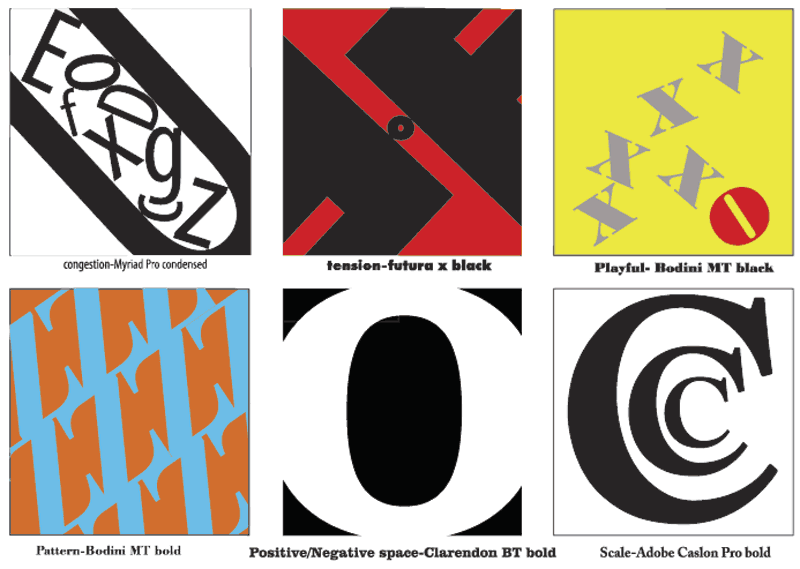 F o D
f x g
Z
congestion-Myriad Pro condensed
o
tension-futura x black
X
X
X
X
X
Playful- Bodini MT black
Pattern-Bodini MT bold
O
Positive/Negative space-Clarendon BT bold
C C C
Scale-Adobe Caslon Pro bold